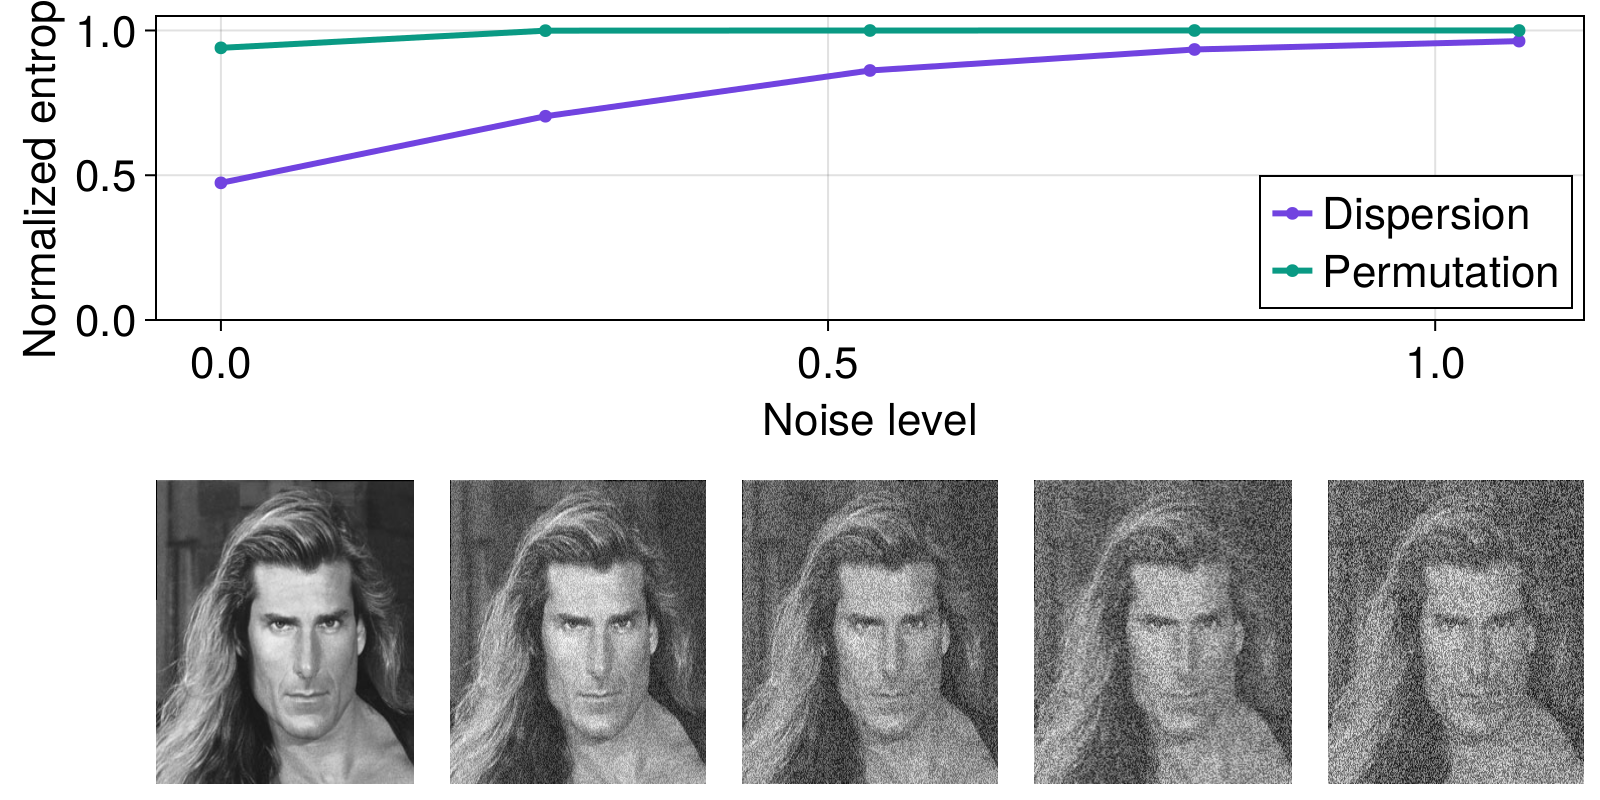 Normalized entrop
1.0
0.5
0.0
Dispersion
Permutation
0.0 0.5 1.0
Noise level